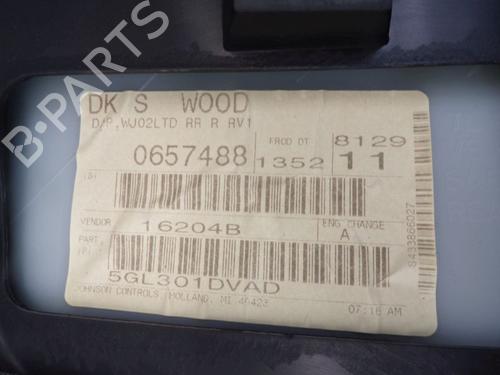 DK S WOOD
D/P,WJ02LTD RR R RV1
0657488
PROD DT
8129
1352
11
(S)
VENDOR
16204B
ENG CHANGE
A
PART
(P)
5GL301DVAD
JOHNSON CONTROLS, HOLLAND, MI 49423
07:16 AM
S433866027
B-PARTS